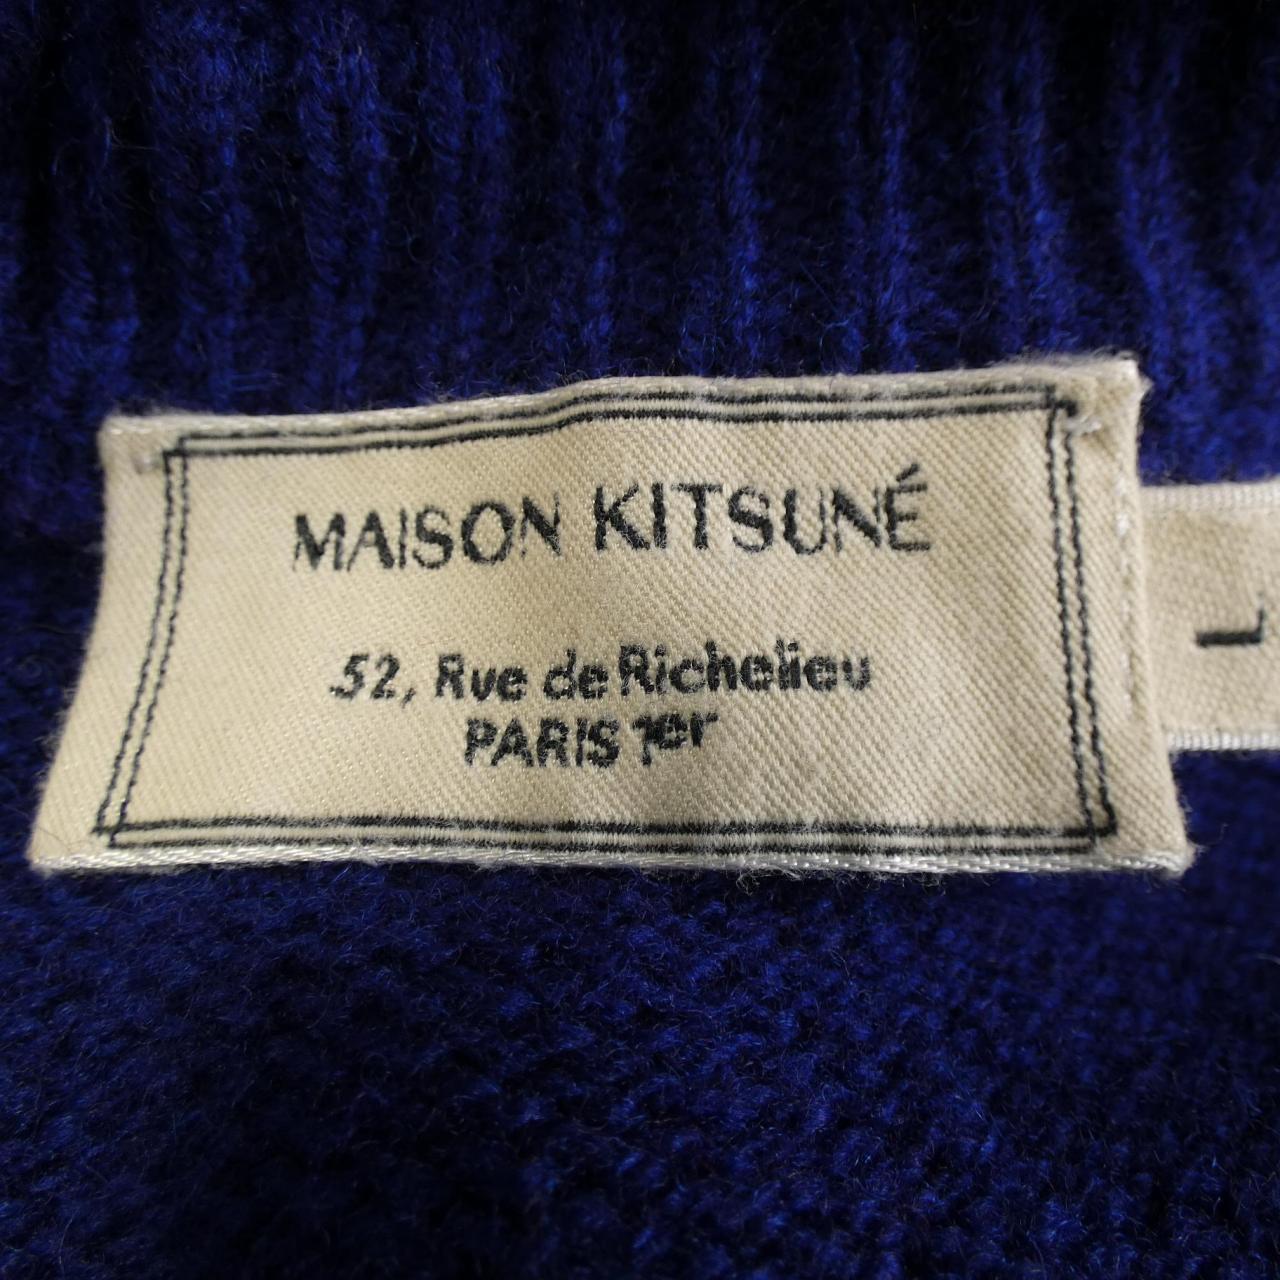 MAISON KITSUNÉ
52, Rue de Richelieu
PARIS 1er
L